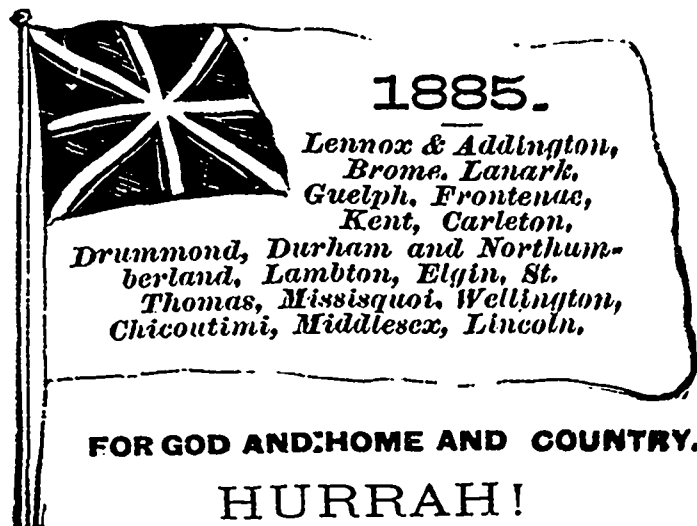 1885.
Lennox & Addington,
Brome. Lanark.
Guelph. Frontenac,
Kent, Carleton.
Drummond, Durham and Northum-
berland, Lambton, Elgin, St.
Thomas, Missisquoi. Wellington,
Chicoutimi, Middlesex, Lincoln.
FOR GOD AND:HOME AND COUNTRY.
HURRAH!